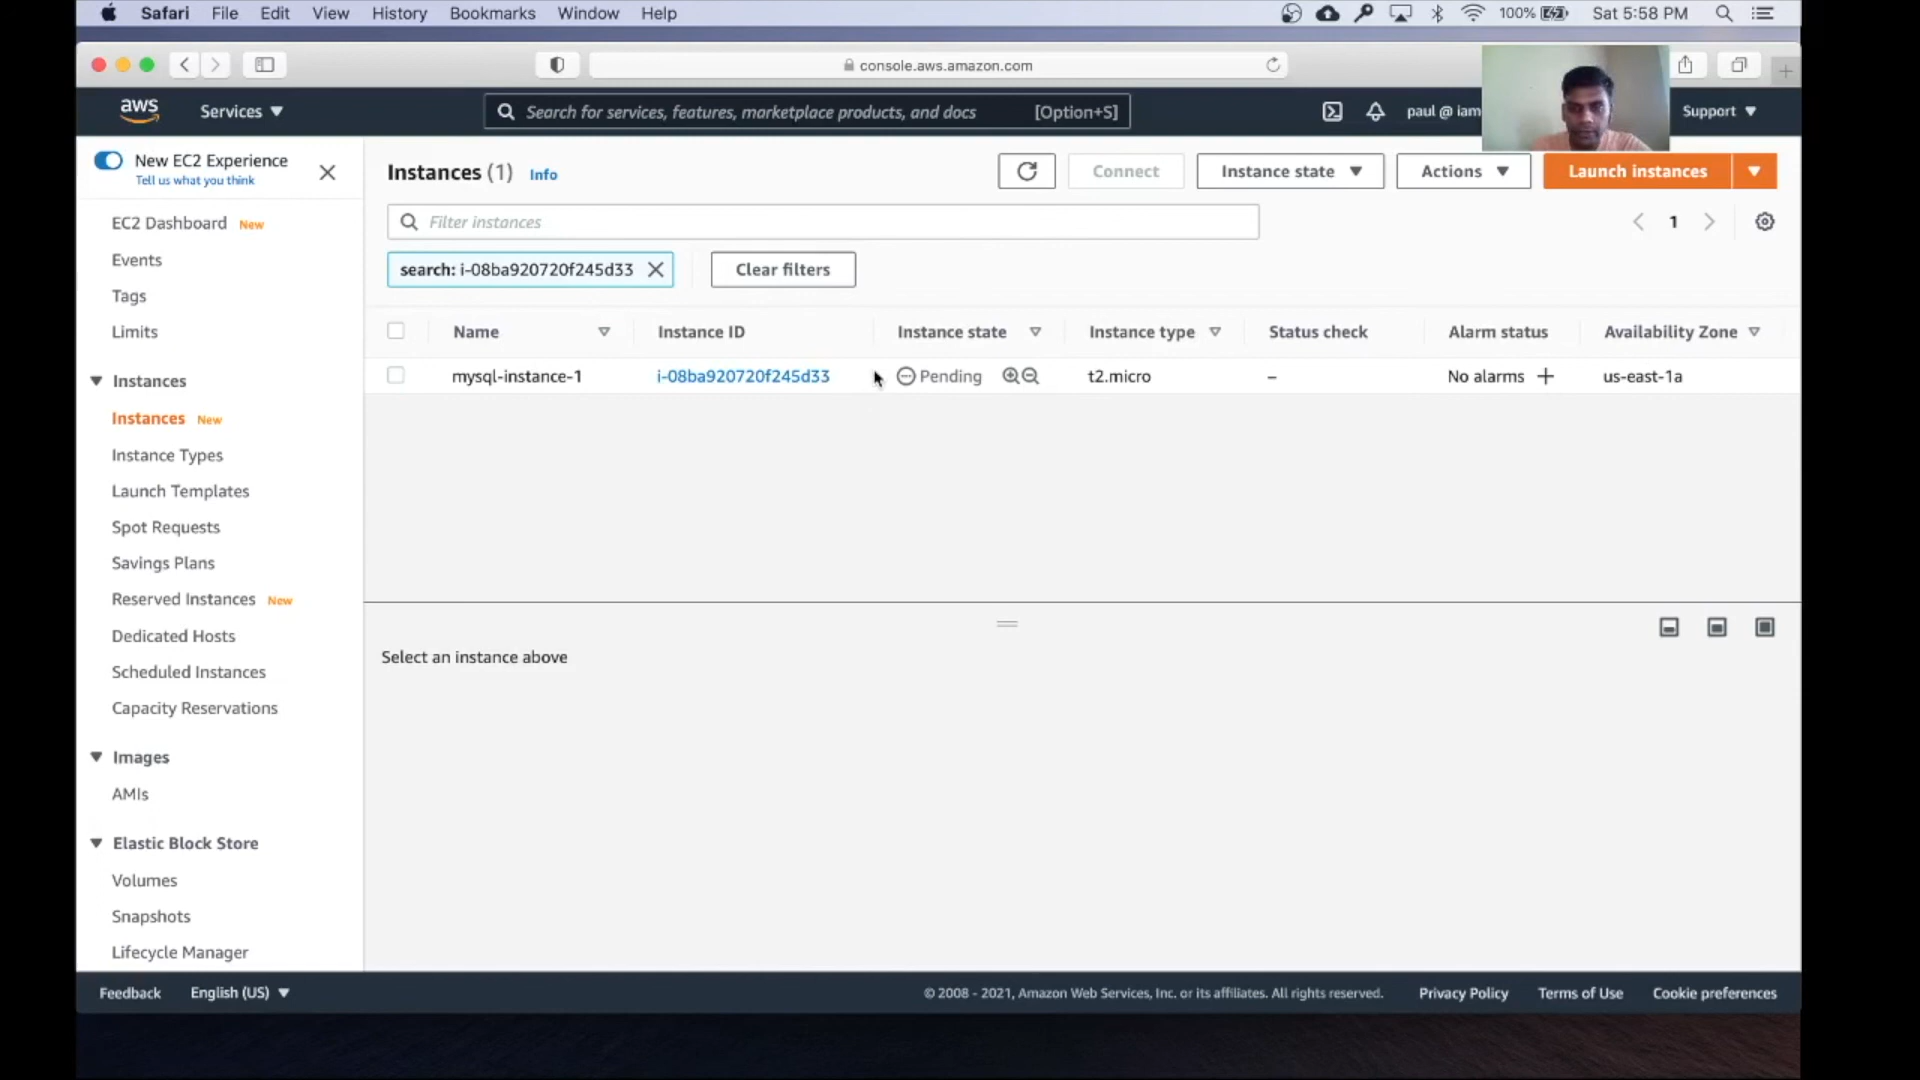 Safari File Edit View History Bookmarks Window Help 100% Sat 5:58 PM
console.aws.amazon.com
aws Services Search for services, features, marketplace products, and docs [Option+S] paul @ iam Support
New EC2 Experience
Tell us what you think
EC2 Dashboard New
Events
Tags
Limits
Instances
Instances New
Instance Types
Launch Templates
Spot Requests
Savings Plans
Reserved Instances New
Dedicated Hosts
Scheduled Instances
Capacity Reservations
Images
AMIs
Elastic Block Store
Volumes
Snapshots
Lifecycle Manager
Instances (1) Info Connect Instance state Actions Launch instances
Filter instances 1
search: i-08ba920720f245d33 Clear filters
Name Instance ID Instance state Instance type Status check Alarm status Availability Zone
mysql-instance-1 i-08ba920720f245d33 Pending t2.micro – No alarms + us-east-1a
Select an instance above
Feedback English (US) © 2008 - 2021, Amazon Web Services, Inc. or its affiliates. All rights reserved. Privacy Policy Terms of Use Cookie preferences